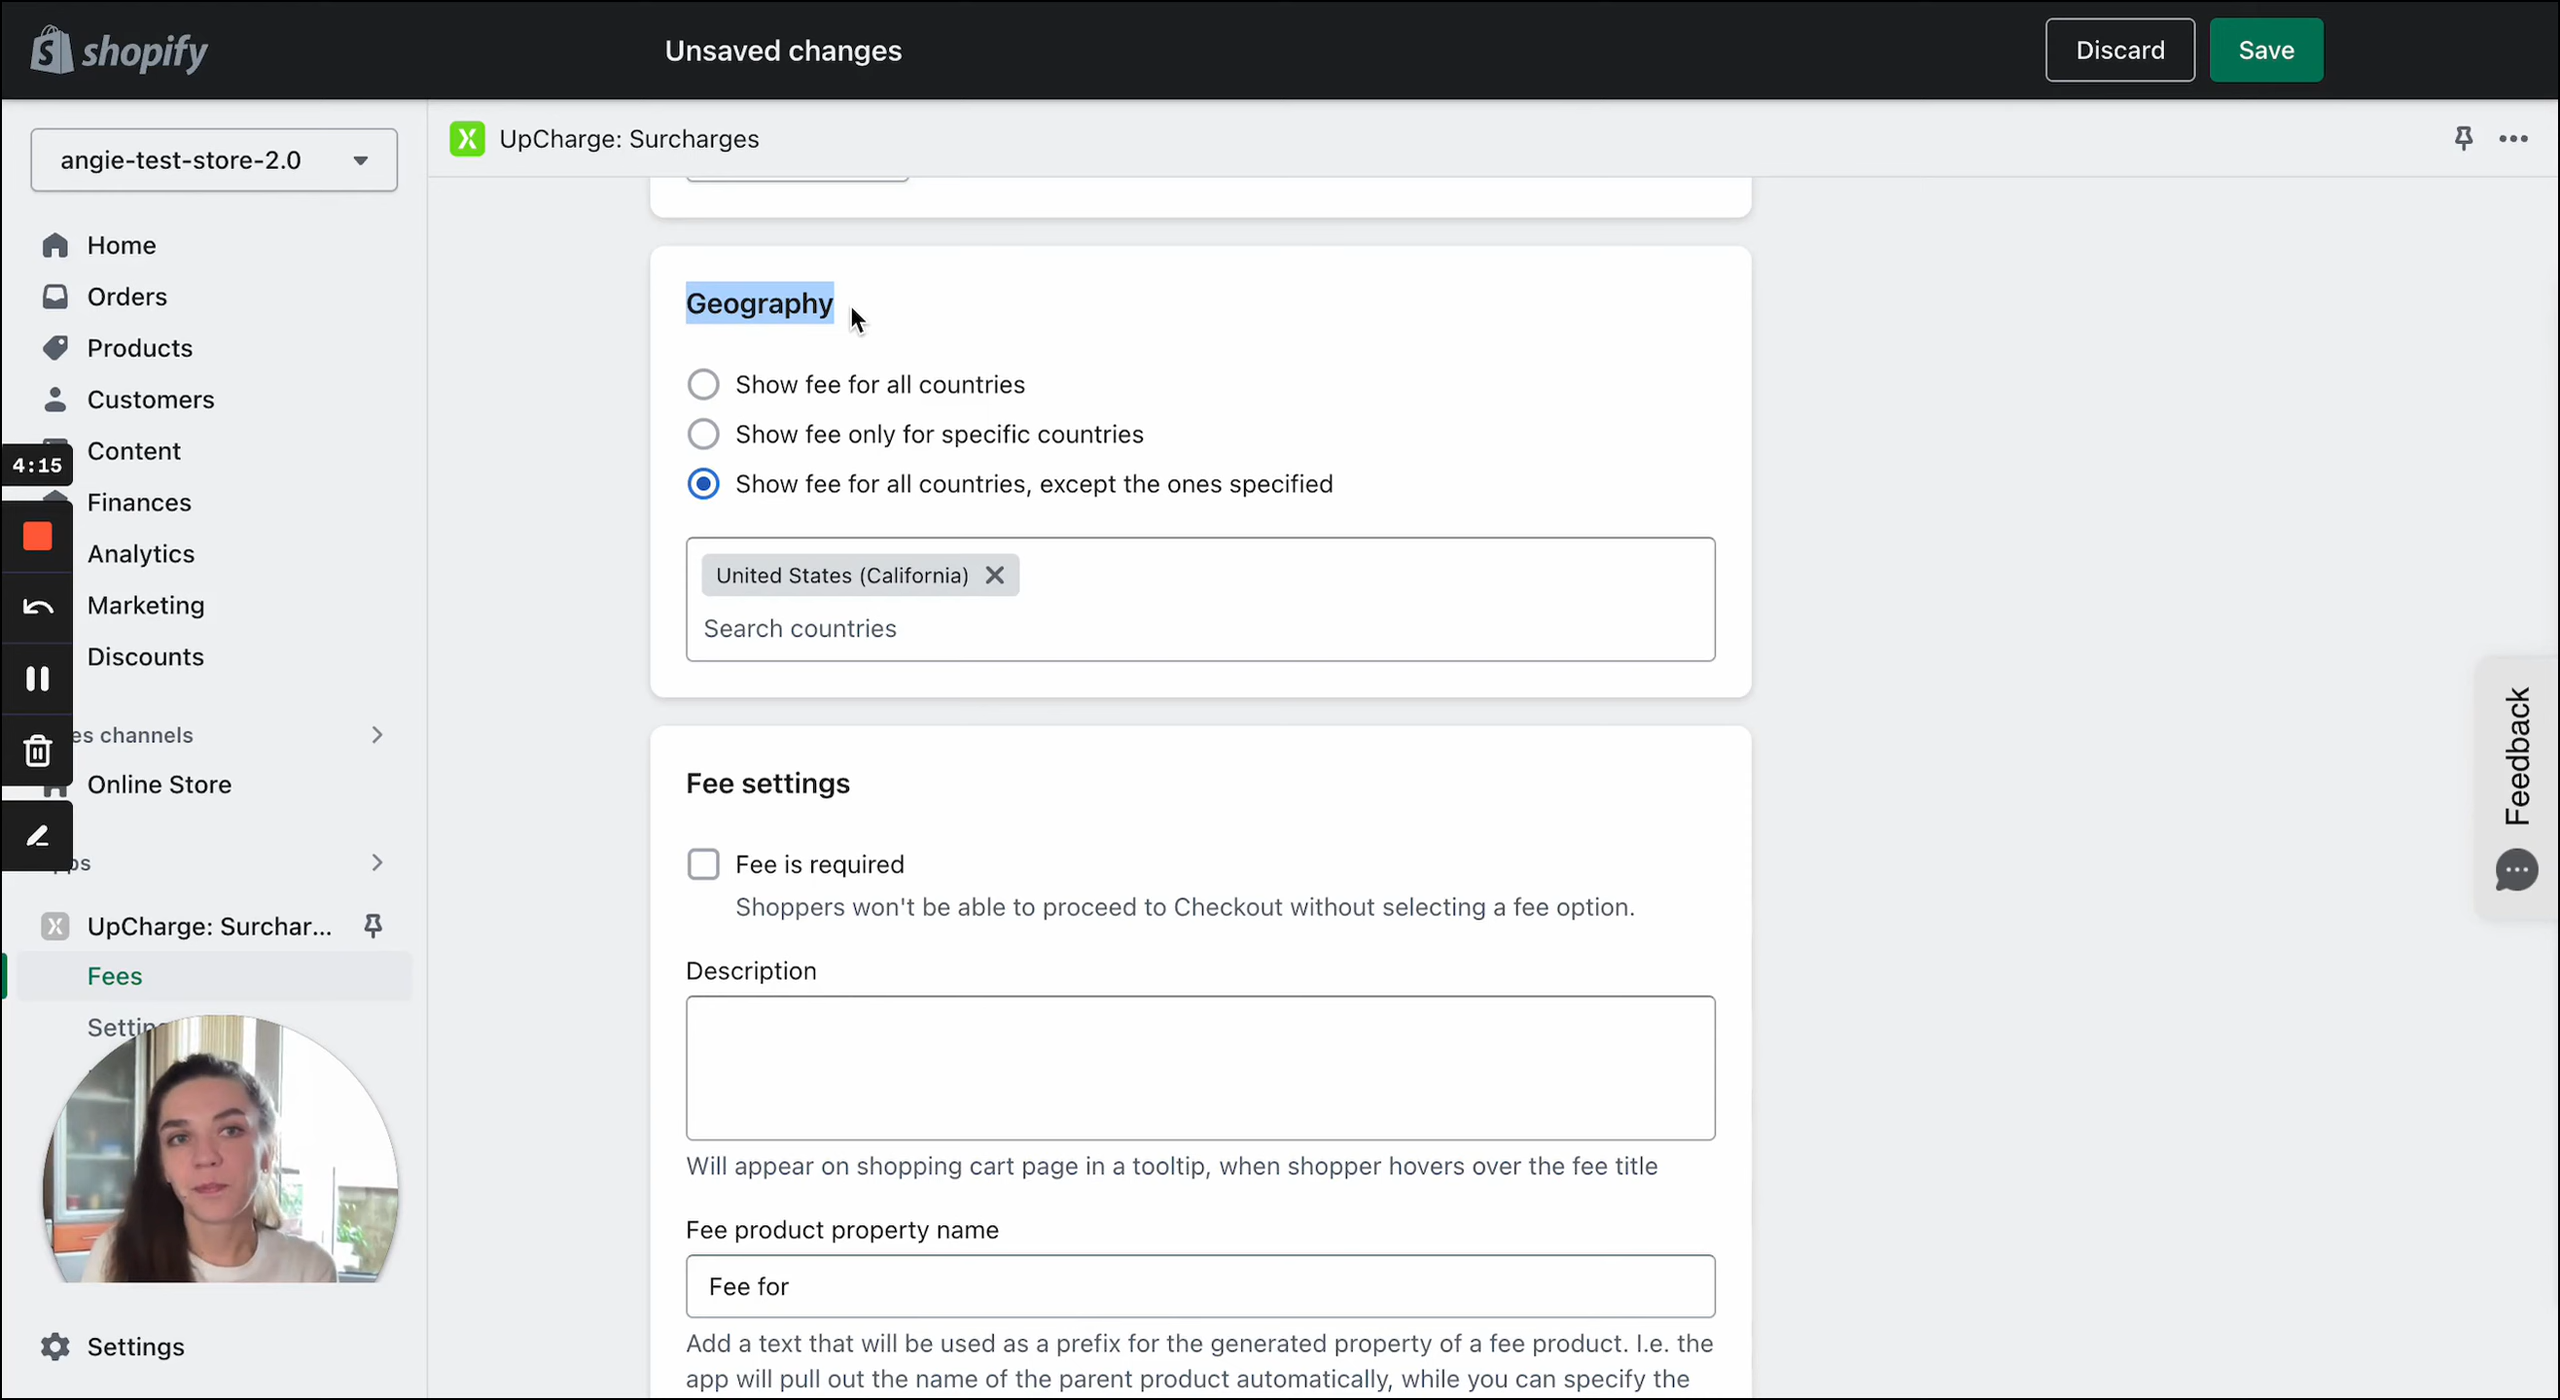 shopify
Unsaved changes
Discard
Save
angie-test-store-2.0
UpCharge: Surcharges
Home
Orders
Products
Customers
Content
4:15
Finances
Analytics
Marketing
Discounts
es channels
Online Store
ps
UpCharge: Surchar...
Fees
Settin
Settings
Geography
Show fee for all countries
Show fee only for specific countries
Show fee for all countries, except the ones specified
United States (California)
Search countries
Fee settings
Fee is required
Shoppers won't be able to proceed to Checkout without selecting a fee option.
Description
Will appear on shopping cart page in a tooltip, when shopper hovers over the fee title
Fee product property name
Fee for
Add a text that will be used as a prefix for the generated property of a fee product. I.e. the
app will pull out the name of the parent product automatically, while you can specify the
Feedback